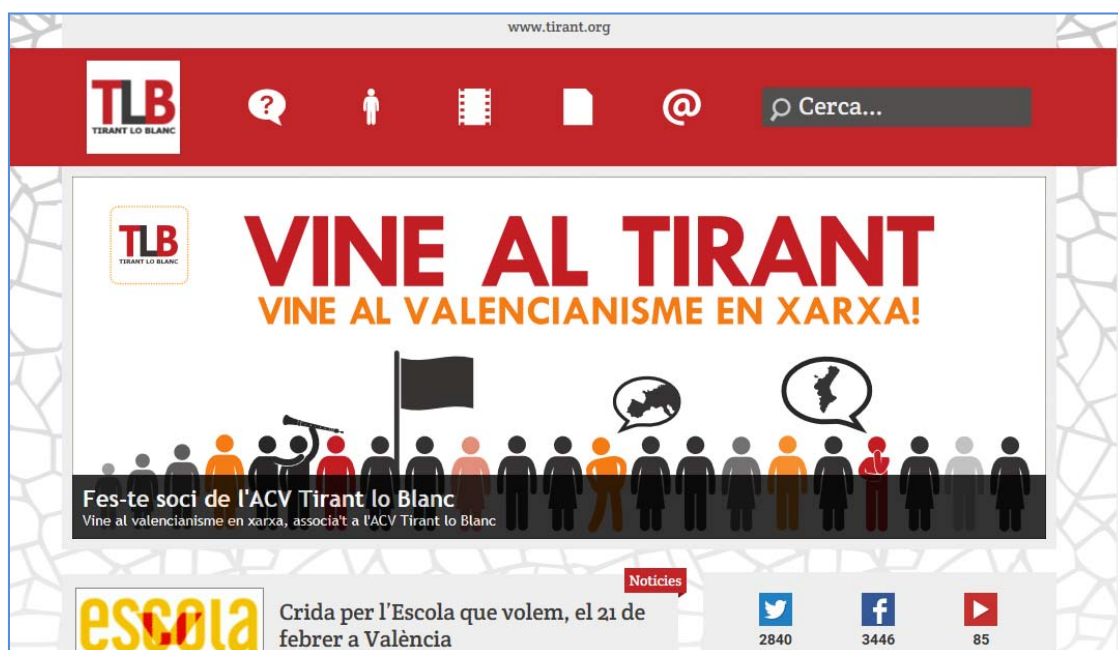 www.tirant.org
TLB
TIRANT LO BLANC
?
@
Cerca...
TLB
TIRANT LO BLANC
VINE AL TIRANT
VINE AL VALENCIANISME EN XARXA!
Fes-te soci de l'ACV Tirant lo Blanc
Vine al valencianisme en xarxa, associa't a l'ACV Tirant lo Blanc
Notícies
escola
Crida per l'Escola que volem, el 21 de
febrer a València
2840
3446
85